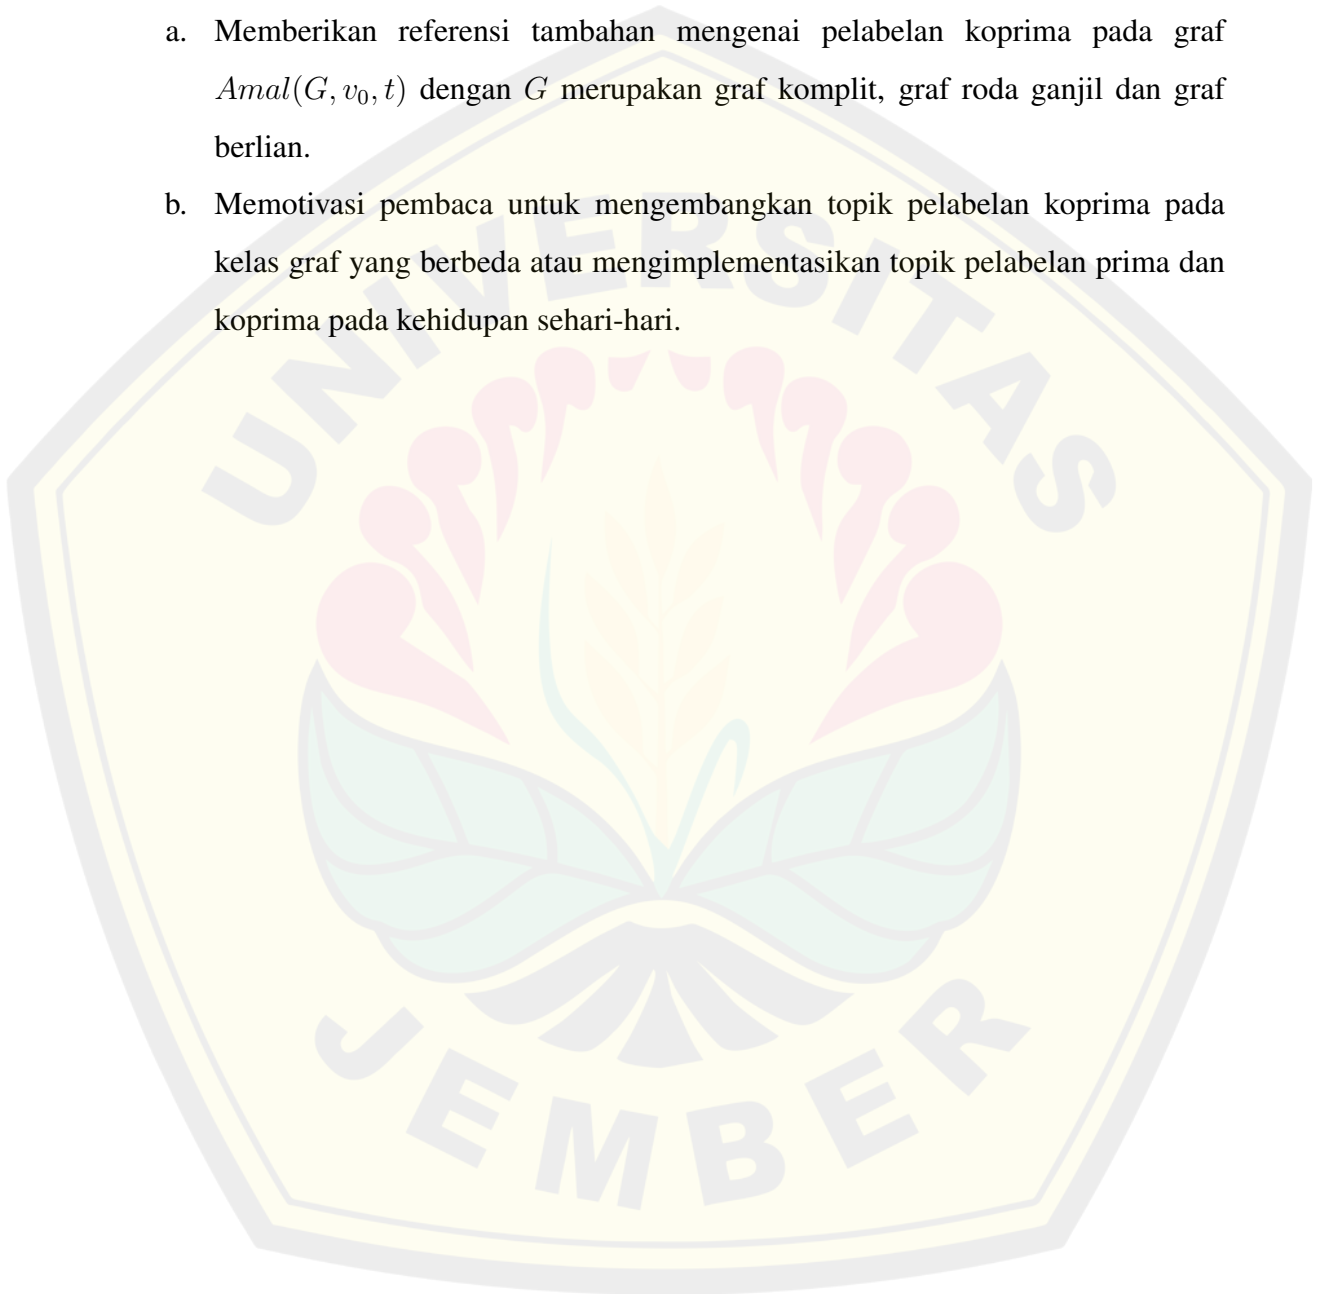 a. Memberikan referensi tambahan mengenai pelabelan koprima pada graf
Amal(G, v₀, t) dengan G merupakan graf komplit, graf roda ganjil dan graf
berlian.
b. Memotivasi pembaca untuk mengembangkan topik pelabelan koprima pada
kelas graf yang berbeda atau mengimplementasikan topik pelabelan prima dan
koprima pada kehidupan sehari-hari.
UNIVERSITAS
JEMBER